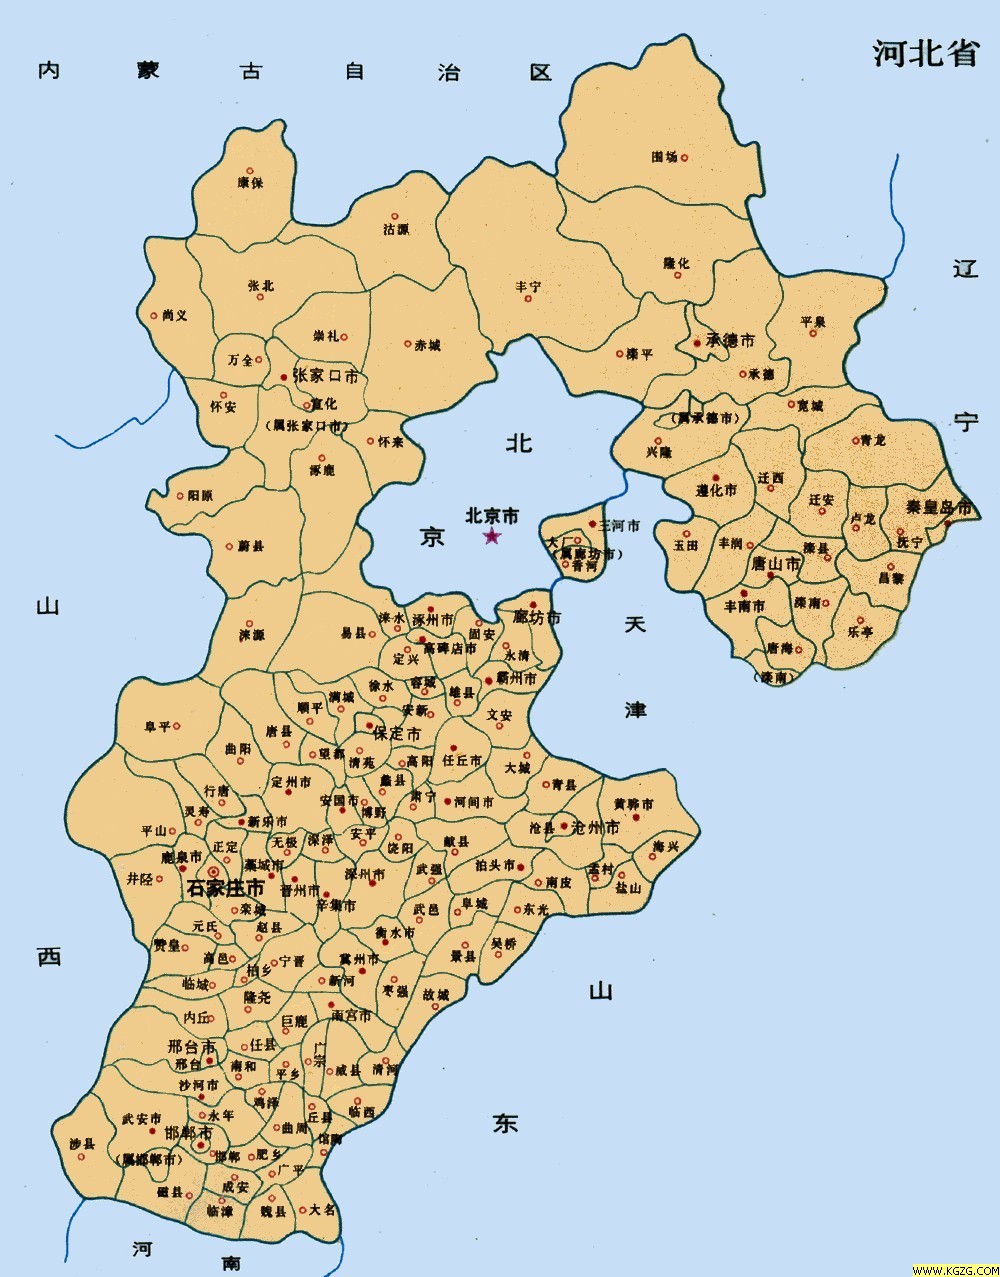 河北省
内蒙古自治区
围场
康保
沽源
隆化
张北
丰宁
尚义
平泉
崇礼
赤城
承德市
万全
滦平
张家口市
承德
怀安
宣化
宽城
(属张家口市)
(属承德市)
怀来
青龙
北
兴隆
涿鹿
迁西
遵化市
阳原
迁安
秦皇岛市
北京市
卢龙
三河市
京
大厂
抚宁
蔚县
玉田
丰润
滦县
(属廊坊市)
香河
唐山市
昌黎
丰南市
滦南
辽
宁
山
西
天
津
涞水
涿州市
廊坊市
涞源
易县
固安
乐亭
高碑店市
唐海
定兴
永清
(滦南)
霸州市
徐水
容城
雄县
满城
顺平
安新
文安
阜平
唐县
保定市
曲阳
望都
清苑
高阳
任丘市
大城
定州市
蠡县
青县
行唐
安国市
博野
肃宁
河间市
黄骅市
灵寿
新乐市
沧县
沧州市
平山
无极
深泽
安平
饶阳
献县
海兴
鹿泉市
正定
藁城市
深州市
武强
泊头市
孟村
井陉
石家庄市
晋州市
南皮
盐山
辛集市
栾城
武邑
阜城
东光
元氏
赵县
衡水市
赞皇
高邑
柏乡
宁晋
冀州市
景县
吴桥
临城
新河
枣强
故城
隆尧
内丘
巨鹿
南宫市
山
邢台市
任县
广宗
邢台
南和
平乡
威县
清河
沙河市
鸡泽
临西
武安市
永年
丘县
东
邯郸市
曲周
馆陶
涉县
(属邯郸市)
邯郸
肥乡
广平
磁县
成安
临漳
魏县
大名
河
南
WWW.KGZG.COM